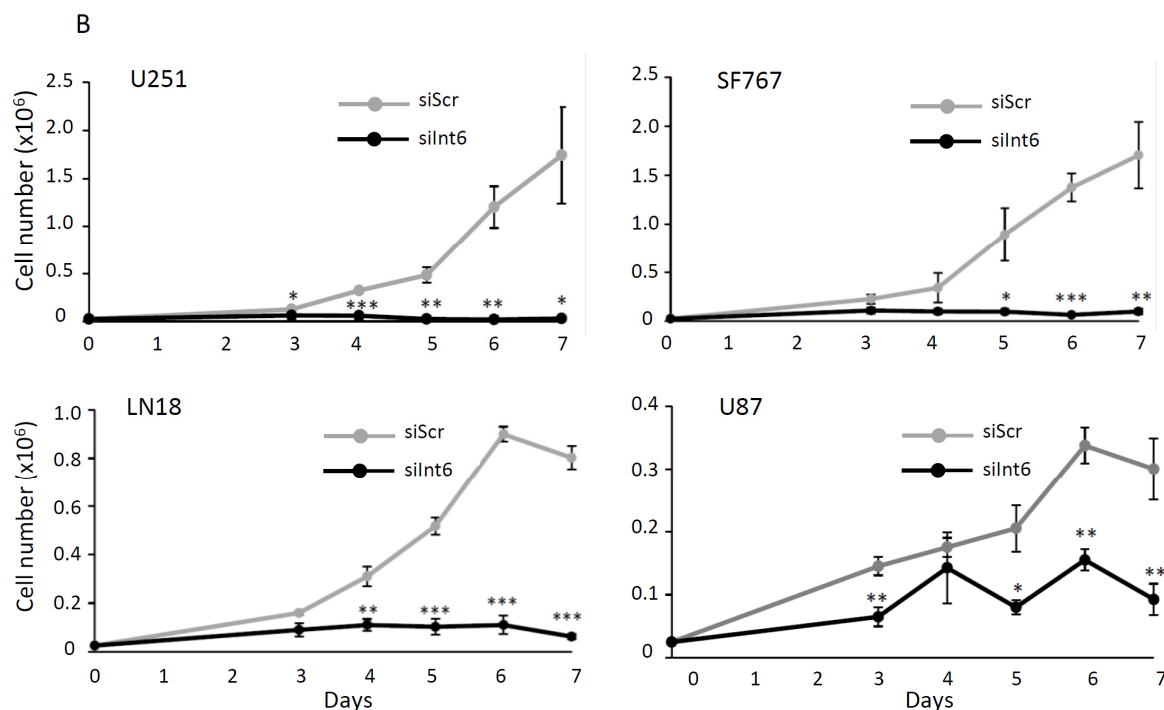 B
U251
siScr
siInt6
Cell number (x10⁶)
2.5
2.0
1.5
1.0
0.5
0
* *** ** ** *
0 1 2 3 4 5 6 7
SF767
siScr
siInt6
2.5
2.0
1.5
1.0
0.5
0
* *** **
0 1 2 3 4 5 6 7
LN18
siScr
siInt6
Cell number (x10⁶)
1.0
0.8
0.6
0.4
0.2
0
** *** *** ***
0 1 2 3 4 5 6 7
Days
U87
siScr
siInt6
0.4
0.3
0.2
0.1
0
** * ** **
0 1 2 3 4 5 6 7
Days